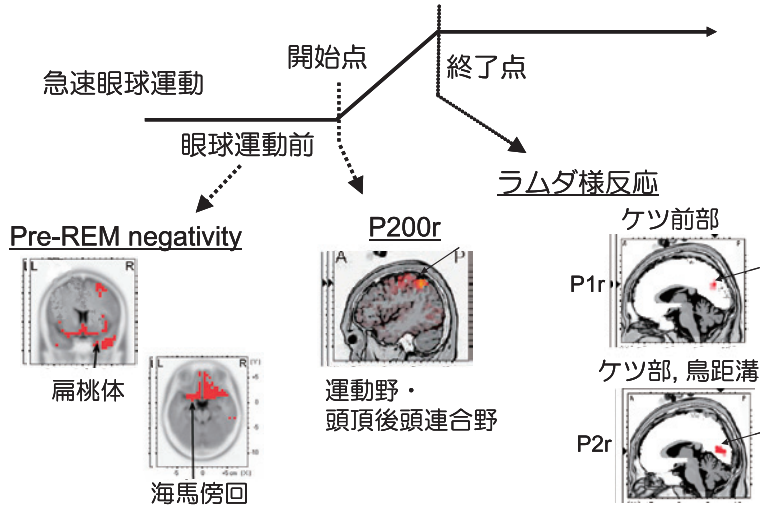 開始点
終了点
急速眼球運動
眼球運動前
ラムダ様反応
Pre-REM negativity
P200r
ケツ前部
L R
A P
P1r
扁桃体
L R
運動野・
頭頂後頭連合野
ケツ部, 鳥距溝
P2r
海馬傍回